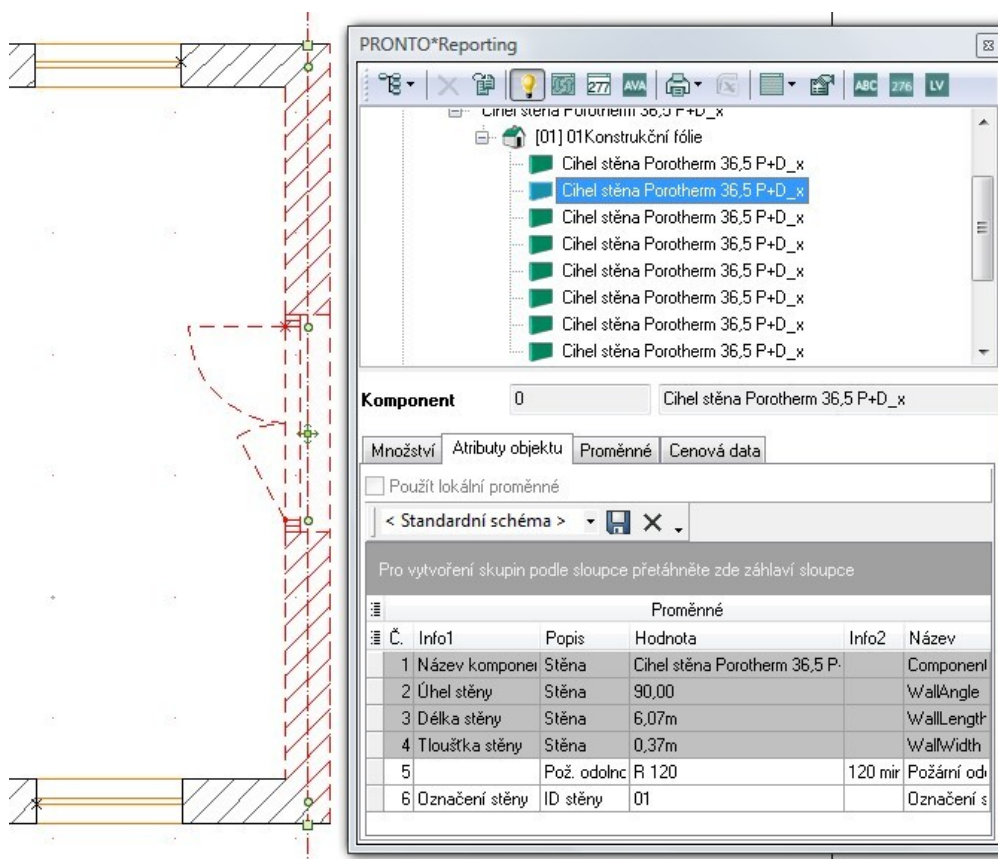 PRONTO*Reporting
277 AVA ABC 276 LV
Cihel stěna Porotherm 36,5 P+D_x
[01] 01Konstrukční fólie
Cihel stěna Porotherm 36,5 P+D_x
Cihel stěna Porotherm 36,5 P+D_x
Cihel stěna Porotherm 36,5 P+D_x
Cihel stěna Porotherm 36,5 P+D_x
Cihel stěna Porotherm 36,5 P+D_x
Cihel stěna Porotherm 36,5 P+D_x
Cihel stěna Porotherm 36,5 P+D_x
Cihel stěna Porotherm 36,5 P+D_x
Komponent 0 Cihel stěna Porotherm 36,5 P+D_x
Množství Atributy objektu Proměnné Cenová data
Použít lokální proměnné
< Standardní schéma >
Pro vytvoření skupin podle sloupce přetáhněte zde záhlaví sloupce
Proměnné
Č. Info1 Popis Hodnota Info2 Název
1 Název komponen Stěna Cihel stěna Porotherm 36,5 P- Component
2 Úhel stěny Stěna 90,00 WallAngle
3 Délka stěny Stěna 6,07m WallLength
4 Tloušťka stěny Stěna 0,37m WallWidth
5 Pož. odolnc R 120 120 mir Požární od
6 Označení stěny ID stěny 01 Označení s